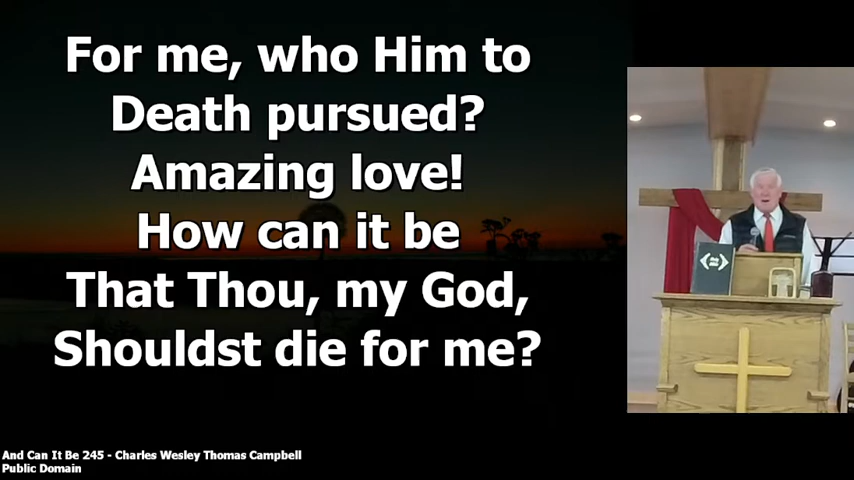 For me, who Him to
Death pursued?
Amazing love!
How can it be
That Thou, my God,
Shouldst die for me?
And Can It Be 245 - Charles Wesley Thomas Campbell
Public Domain